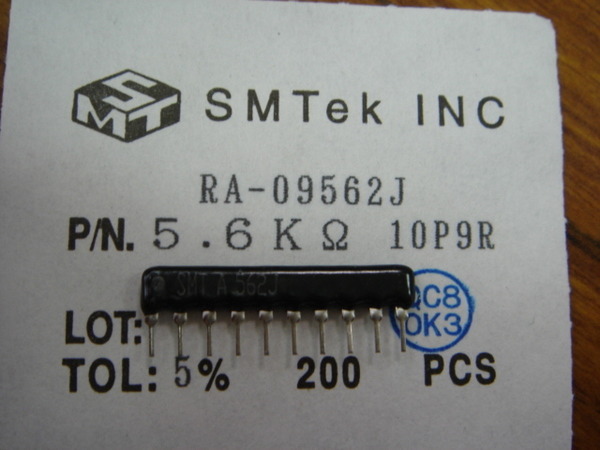 SMT SMTek INC
RA-09562J
P/N. 5.6KΩ 10P9R
SMT A 562J
LOT: QC8
OK3
TOL: 5% 200 PCS